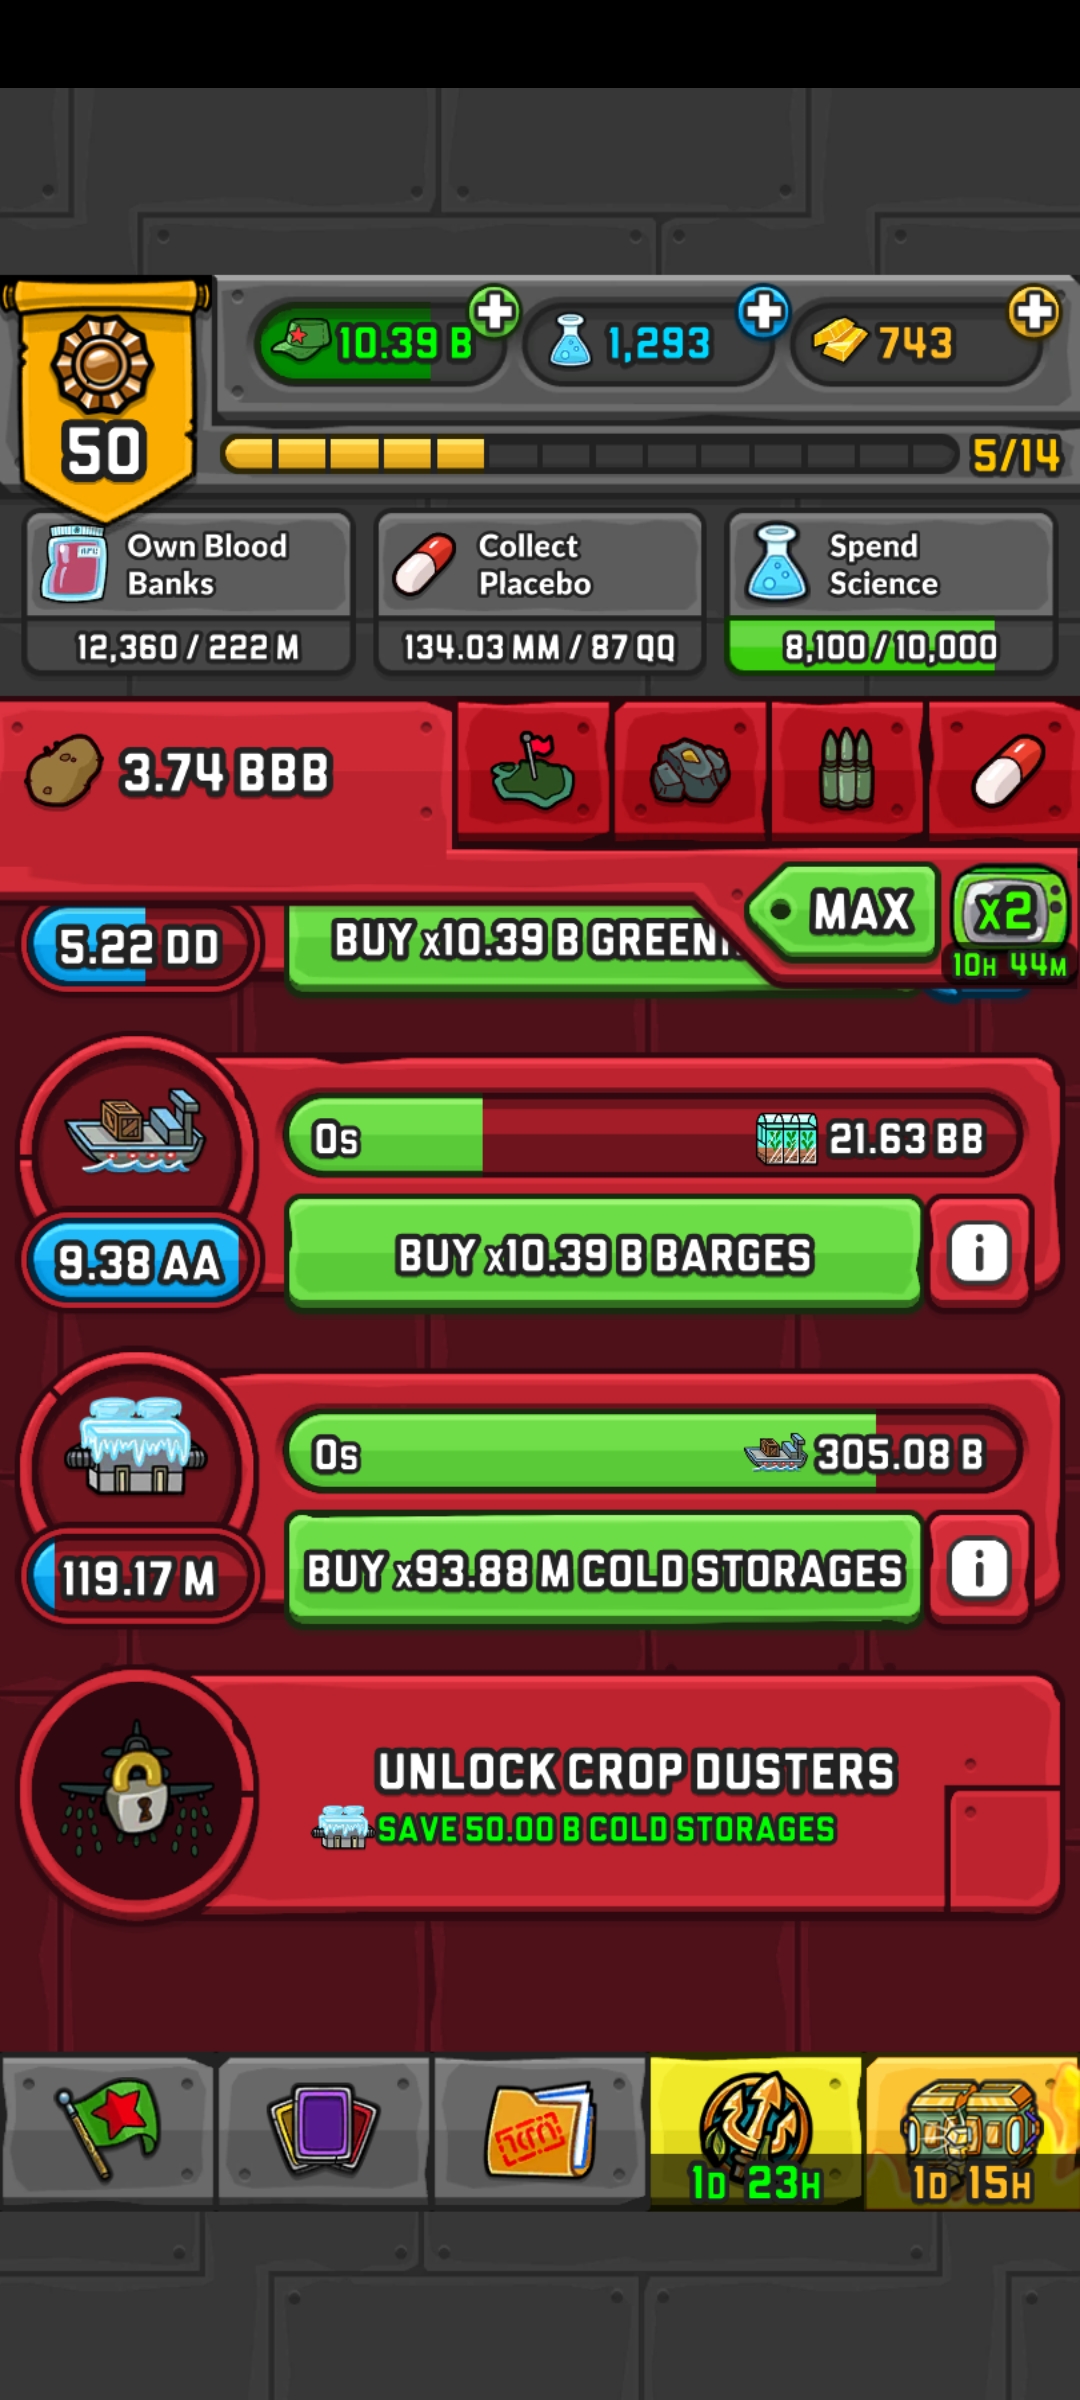 10.39 B
1,293
743
50
5/14
Own Blood
Banks
12,360 / 222 M
Collect
Placebo
134.03 MM / 87 QQ
Spend
Science
8,100 / 10,000
3.74 BBB
MAX
x2
10H 44M
5.22 DD
BUY x10.39 B
0s
21.63 BB
9.38 AA
BUY x10.39 B BARGES
i
0s
305.08 B
119.17 M
BUY x93.88 M COLD STORAGES
i
UNLOCK CROP DUSTERS
SAVE 50.00 B COLD STORAGES
1D 23H
1D 15H